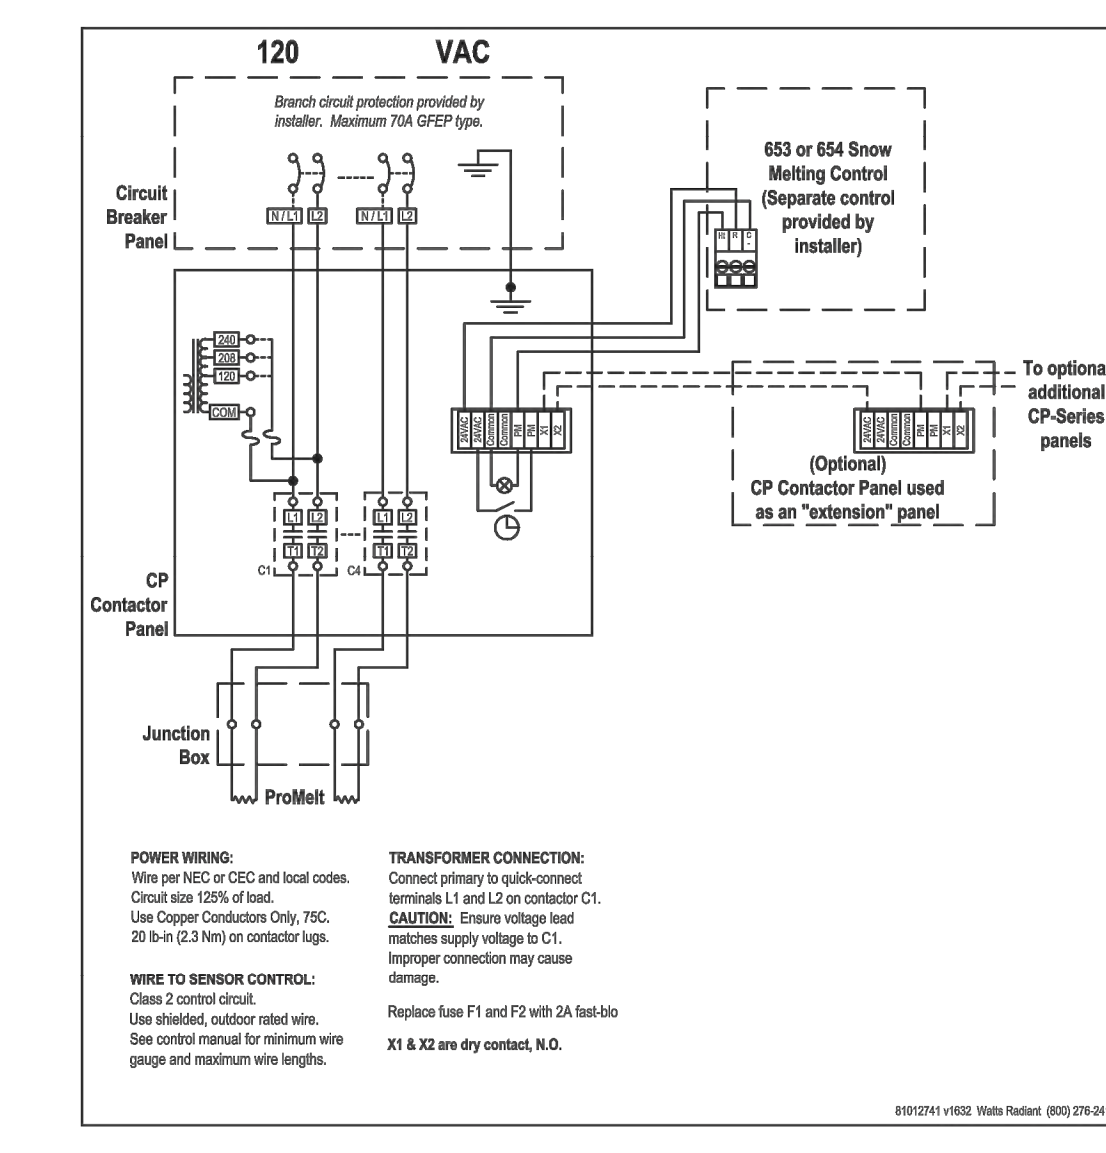 120 VAC
Branch circuit protection provided by
installer. Maximum 70A GFEP type.
Circuit
Breaker
Panel
N / L1 L2 N / L1 L2
653 or 654 Snow
Melting Control
(Separate control
provided by
installer)
Ht R C
-
240
208
120
COM
24VAC 24VAC Common Common PM PM X1 X2
24VAC 24VAC Common Common PM PM X1 X2
To optiona
additional
CP-Series
panels
(Optional)
CP Contactor Panel used
as an "extension" panel
L1 L2 L1 L2
T1 T2 T1 T2
C1 C4
CP
Contactor
Panel
Junction
Box
ProMelt
POWER WIRING:
Wire per NEC or CEC and local codes.
Circuit size 125% of load.
Use Copper Conductors Only, 75C.
20 lb-in (2.3 Nm) on contactor lugs.
WIRE TO SENSOR CONTROL:
Class 2 control circuit.
Use shielded, outdoor rated wire.
See control manual for minimum wire
gauge and maximum wire lengths.
TRANSFORMER CONNECTION:
Connect primary to quick-connect
terminals L1 and L2 on contactor C1.
CAUTION: Ensure voltage lead
matches supply voltage to C1.
Improper connection may cause
damage.
Replace fuse F1 and F2 with 2A fast-blo
X1 & X2 are dry contact, N.O.
81012741 v1632 Watts Radiant (800) 276-24